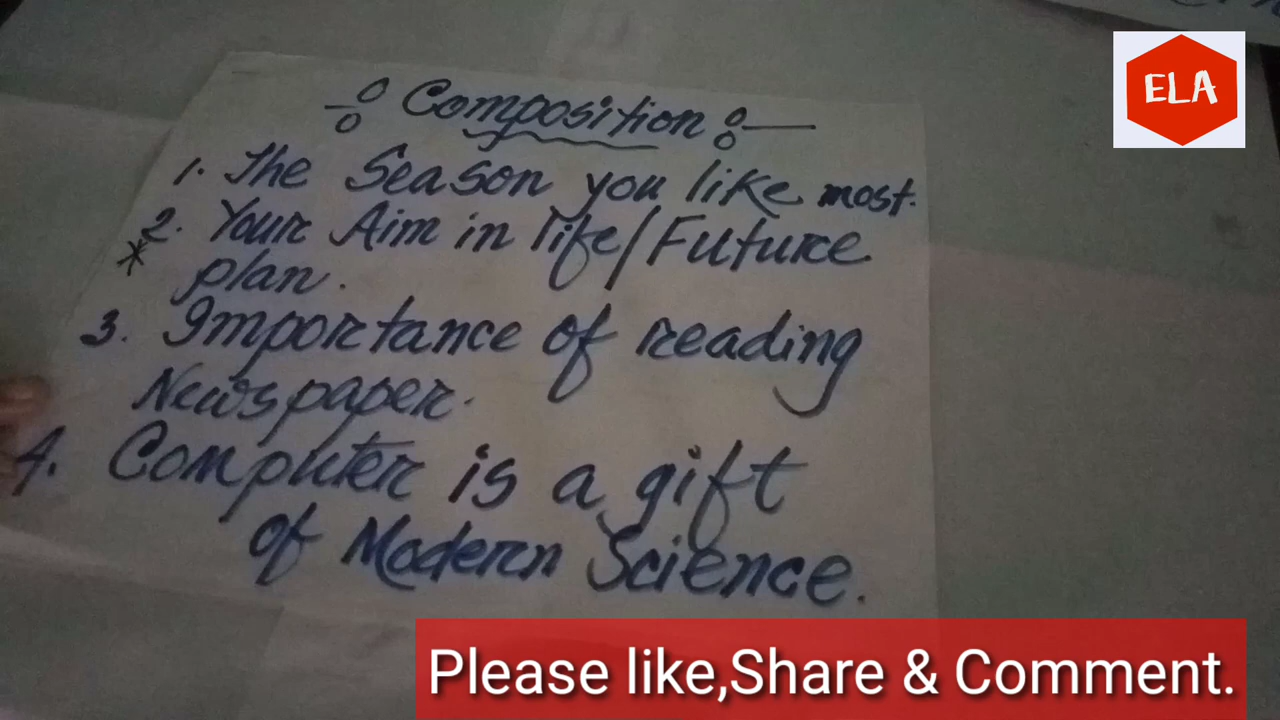 ELA
Composition
1. The Season you like most.
2. Your Aim in life/Future
* plan.
3. Importance of reading
Newspaper.
4. Computer is a gift
of Modern Science.
Please like,Share & Comment.